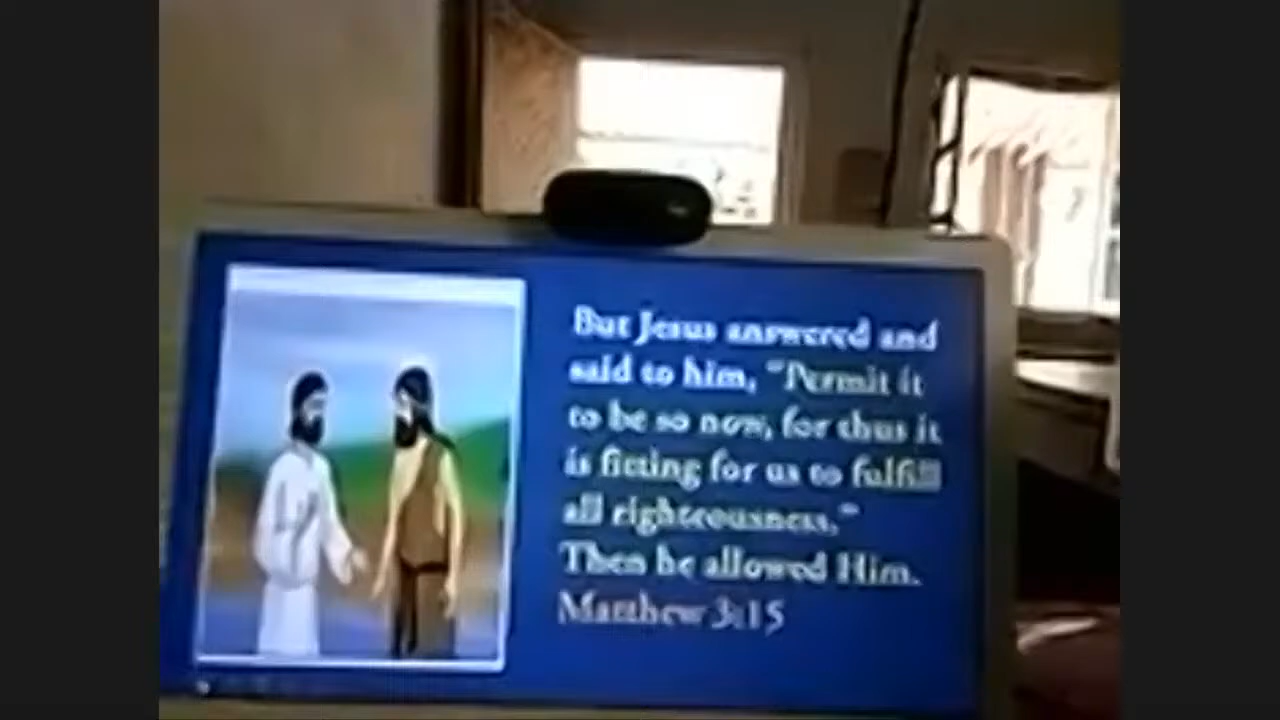 But Jesus answered and
said to him, "Permit it
to be so now, for thus it
is fitting for us to fulfill
all righteousness."
Then he allowed Him.
Matthew 3:15